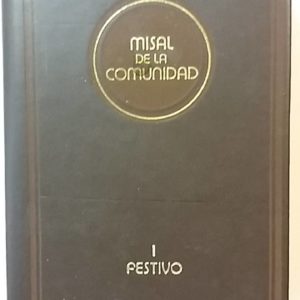 MISAL
DE LA
COMUNIDAD
I
FESTIVO